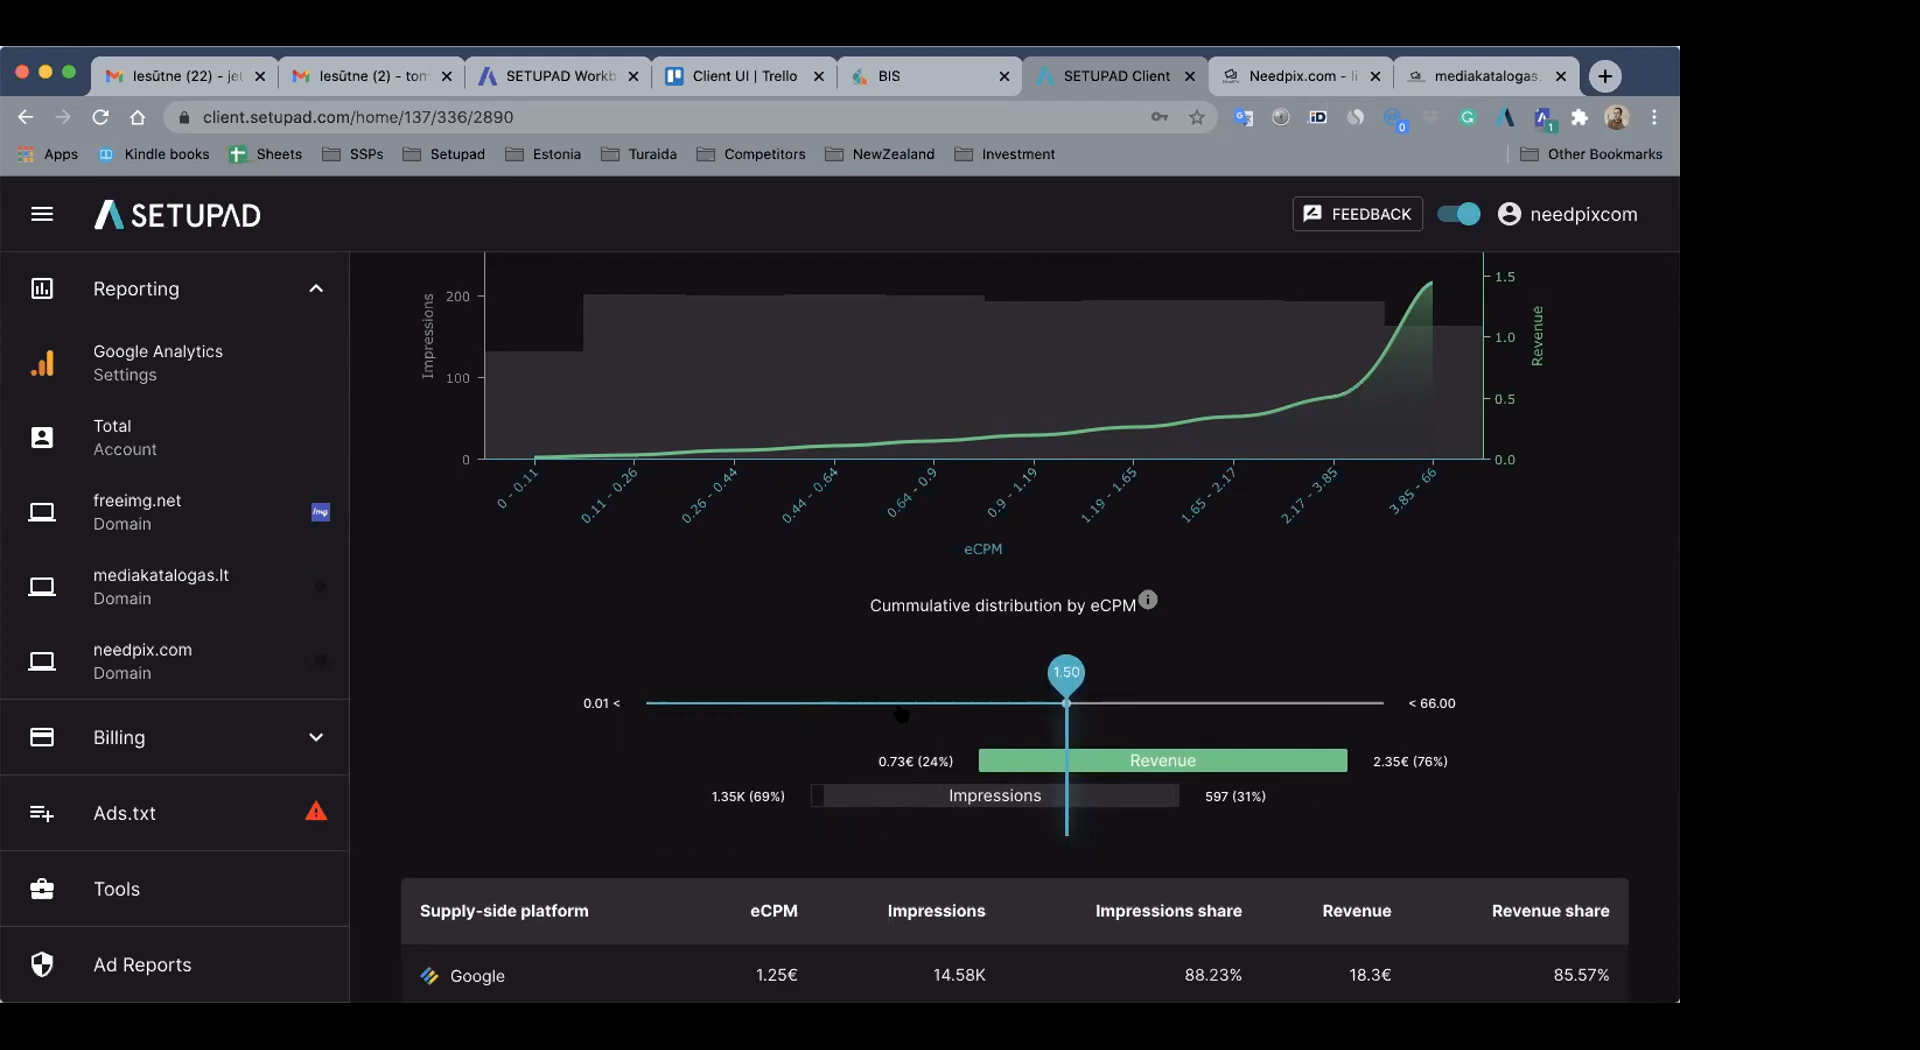 Iesūtne (22) - jel
Iesūtne (2) - tom
SETUPAD Workb
Client UI | Trello
BIS
SETUPAD Client
Needpix.com - li
mediakatalogas.
client.setupad.com/home/137/336/2890
iD
0
G
1
Apps
Kindle books
Sheets
SSPs
Setupad
Estonia
Turaida
Competitors
NewZealand
Investment
Other Bookmarks
SETUPAD
FEEDBACK
needpixcom
Reporting
Google Analytics
Settings
Total
Account
freeimg.net
Domain
Img
mediakatalogas.lt
Domain
needpix.com
Domain
Billing
Ads.txt
Tools
Ad Reports
Impressions
200
100
0
1.5
1.0
0.5
0.0
Revenue
0 - 0.11
0.11 - 0.26
0.26 - 0.44
0.44 - 0.64
0.64 - 0.9
0.9 - 1.19
1.19 - 1.65
1.65 - 2.17
2.17 - 3.85
3.85 - 66
eCPM
Cummulative distribution by eCPM
1.50
0.01 <
< 66.00
0.73€ (24%)
Revenue
2.35€ (76%)
1.35K (69%)
Impressions
597 (31%)
Supply-side platform eCPM Impressions Impressions share Revenue Revenue share
Google 1.25€ 14.58K 88.23% 18.3€ 85.57%